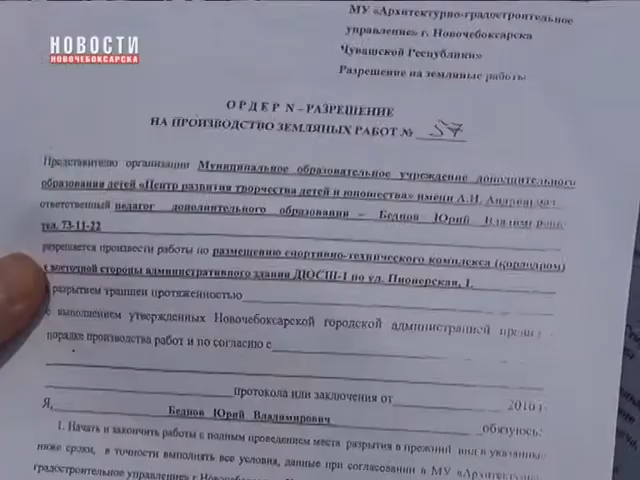 НОВОСТИ
НОВОЧЕБОКСАРСКА
МУ «Архитектурно-градостроительное
управление» г. Новочебоксарска
Чувашской Республики»
Разрешение на земляные работы
ОРДЕР N – РАЗРЕШЕНИЕ
НА ПРОИЗВОДСТВО ЗЕМЛЯНЫХ РАБОТ № 57
Представителю организации Муниципальное образовательное учреждение дополнительного
образования детей «Центр развития творчества детей и юношества» имени А.И.
ответственный педагог дополнительного образования – Беднов Юрий
тел. 73-11-22
разрешается произвести работы по размещению спортивно-технического комплекса (кордодром)
с восточной стороны административного здания ДЮСШ-1 по ул. Пионерская, 1.
разрытием траншеи протяженностью
с выполнением утвержденных Новочебоксарской городской администрацией
порядке производства работ и по согласию с
протокола или заключения от 2010 г
Я, Беднов Юрий Владимирович обязуюсь:
1. Начать и закончить работы с полным проведением места разрытия в прежний вид в указанные
ниже сроки, в точности выполнять все условия, данные при согласовании в МУ
градостроительное управление» г